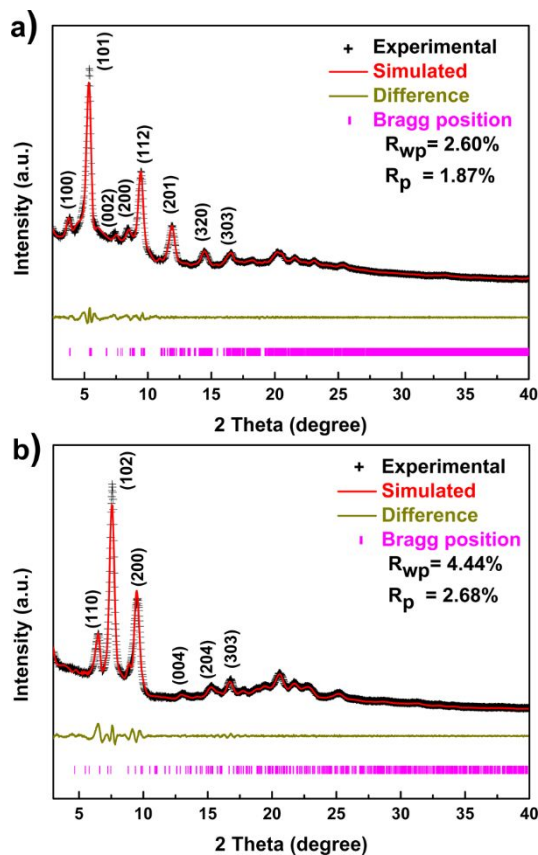 a)
+ Experimental
Simulated
Difference
Bragg position
Rwp= 2.60%
Rp = 1.87%
(100)
(101)
(002)
(200)
(112)
(201)
(320)
(303)
Intensity (a.u.)
5 10 15 20 25 30 35 40
2 Theta (degree)
b)
+ Experimental
Simulated
Difference
Bragg position
Rwp= 4.44%
Rp = 2.68%
(110)
(102)
(200)
(004)
(204)
(303)
Intensity (a.u.)
5 10 15 20 25 30 35 40
2 Theta (degree)